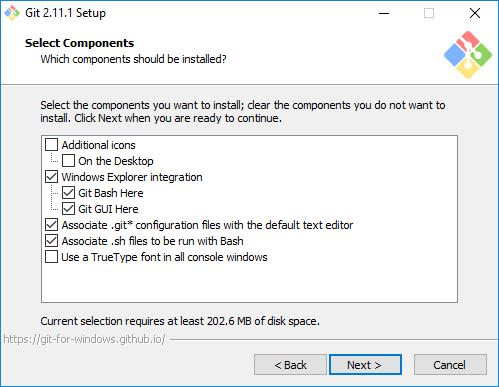 Git 2.11.1 Setup
Select Components
Which components should be installed?
Select the components you want to install; clear the components you do not want to
install. Click Next when you are ready to continue.
Additional icons
On the Desktop
Windows Explorer integration
Git Bash Here
Git GUI Here
Associate .git* configuration files with the default text editor
Associate .sh files to be run with Bash
Use a TrueType font in all console windows
Current selection requires at least 202.6 MB of disk space.
https://git-for-windows.github.io/
< Back
Next >
Cancel